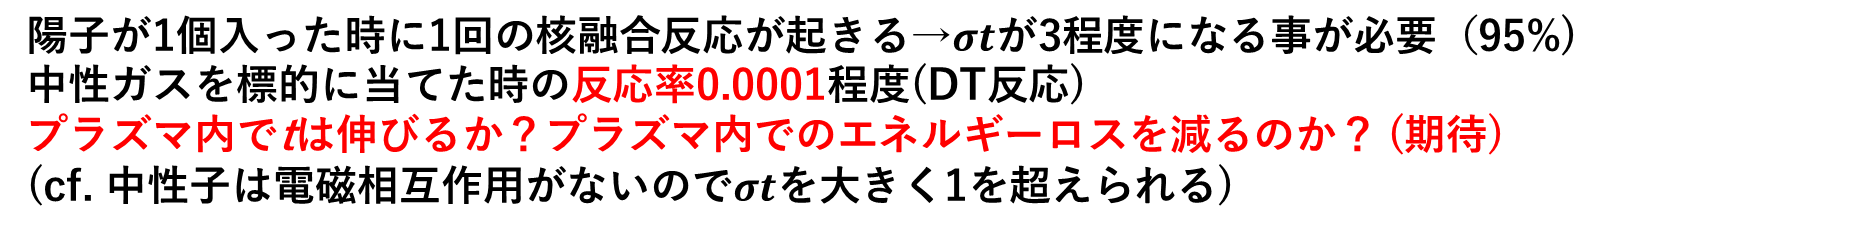 陽子が1個入った時に1回の核融合反応が起きる→σtが3程度になる事が必要（95%）
中性ガスを標的に当てた時の反応率0.0001程度(DT反応)
プラズマ内でtは伸びるか？プラズマ内でのエネルギーロスを減るのか？(期待)
(cf. 中性子は電磁相互作用がないのでσtを大きく1を超えられる)